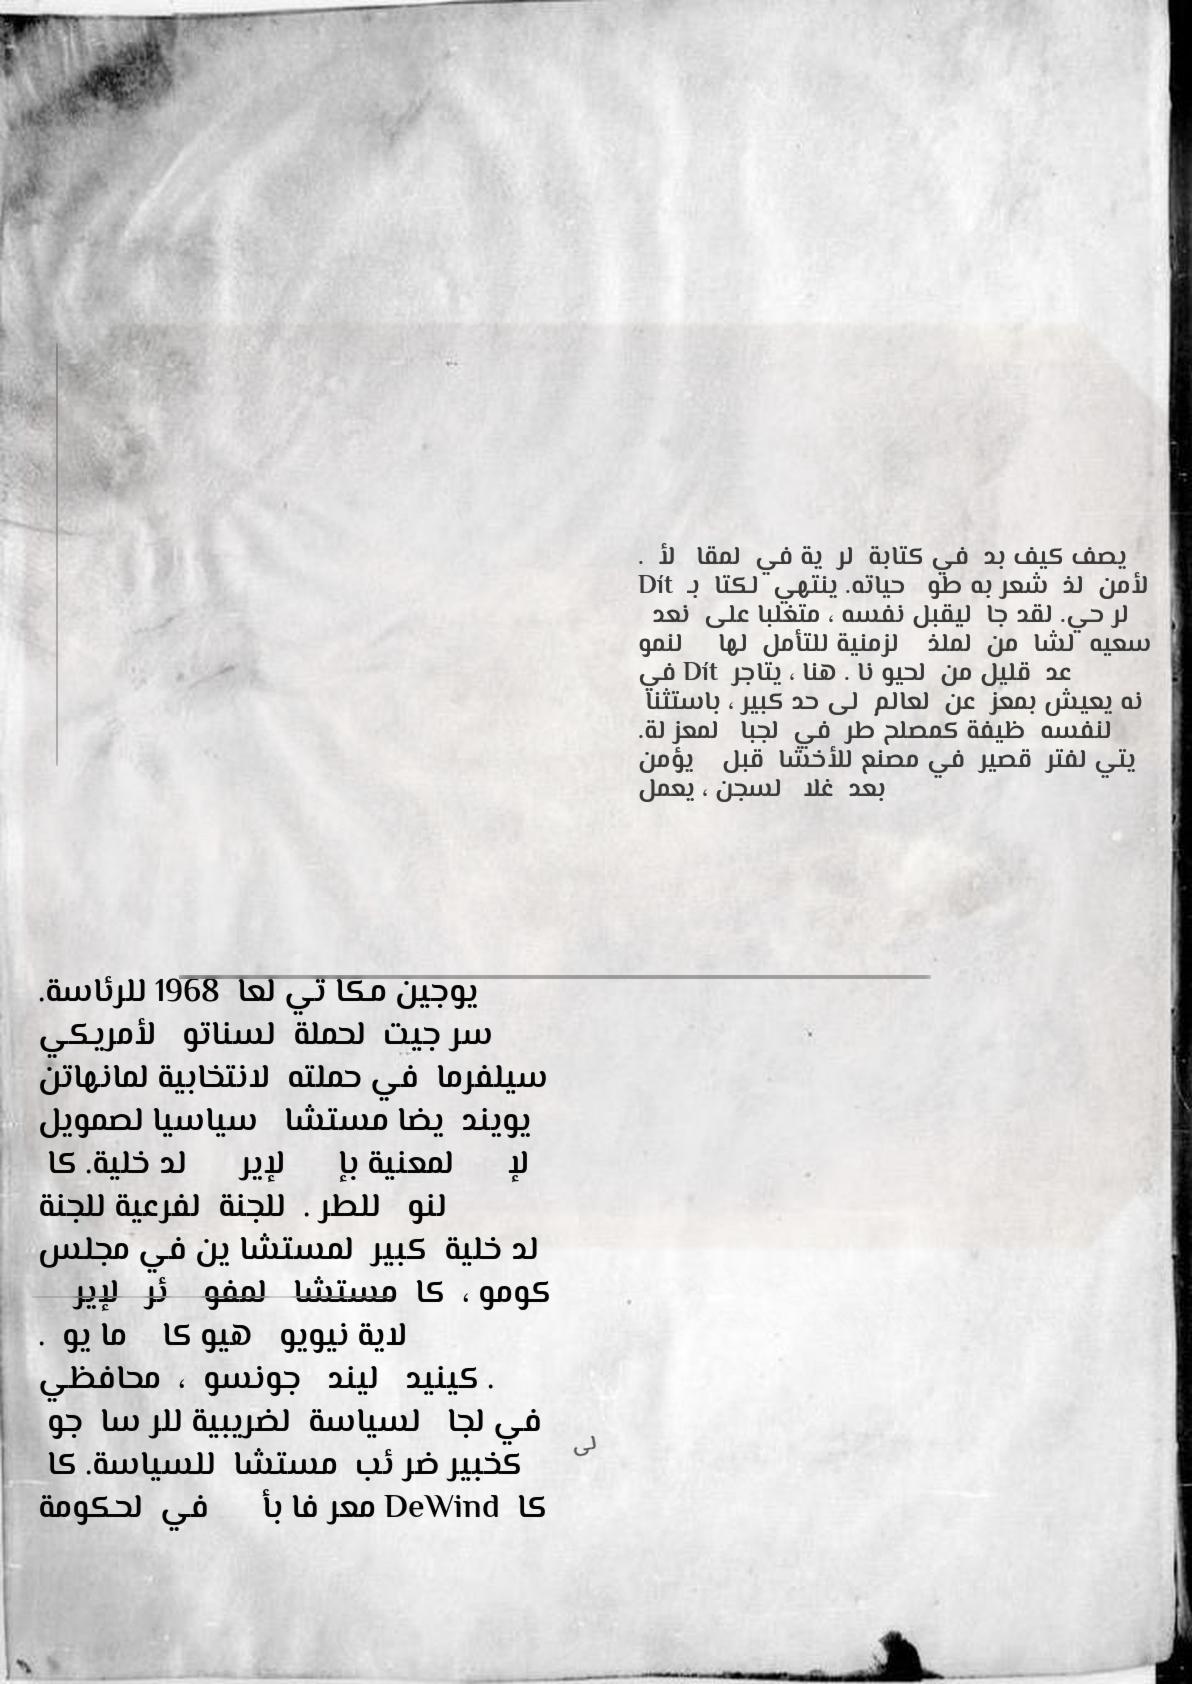 يصف كيف بد في كتابة لر ية في لمقا لأ .
لأمن لذ شعر به طو حياته. ينتهي لكتا بـ Dít
لر حي. لقد جا ليقبل نفسه ، متغلبا على نعد
سعيه لشا من لملذ لزمنية للتأمل لها لنمو
عد قليل من لحيو نا . هنا ، يتاجر Dít في
نه يعيش بمعز عن لعالم لى حد كبير ، باستثنا
لنفسه ظيفة كمصلح طر في لجبا لمعز لة.
يتي لفتر قصير في مصنع للأخشا قبل يؤمن
بعد غلا لسجن ، يعمل
يوجين مكا ثي لعا 1968 للرئاسة.
سر جيت لحملة لسناتو لأمريكي
سيلفرما في حملته لانتخابية لمانهاتن
يويند يضا مستشا سياسيا لصمويل
لإ لمعنية بإ لإير لد خلية. كا
لنو للطر . للجنة لفرعية للجنة
لد خلية كبير لمستشا ين في مجلس
كومو ، كا مستشا لمفو ئر لإير
لاية نيويو هيو كا ما يو .
كينيد ليند جونسو ، محافظي .
في لجا لسياسة لضريبية للر سا جو
كخبير ضر ئب مستشا للسياسة. كا
كا DeWind معر فا بأ في لحكومة
لى